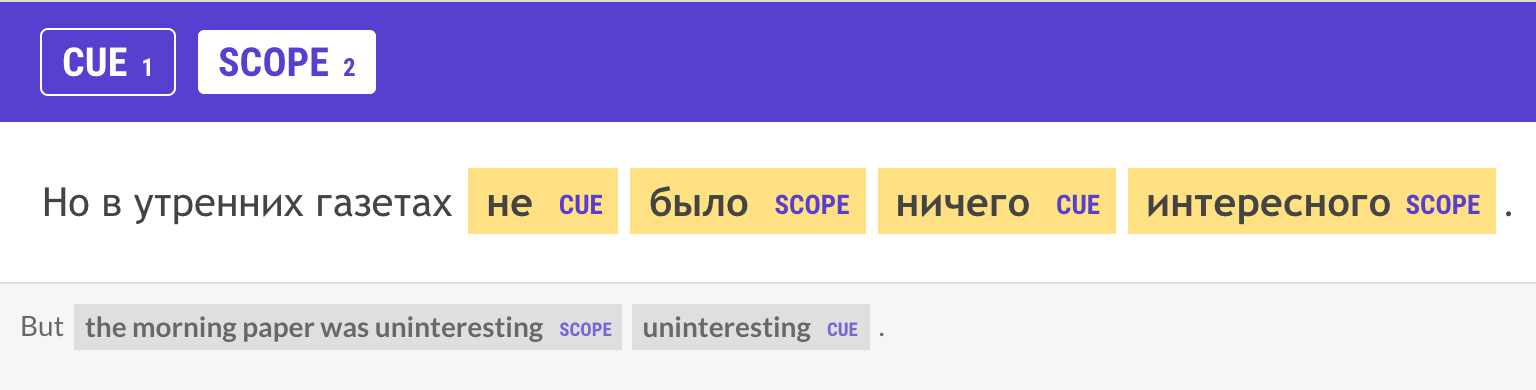 CUE 1 SCOPE 2
Но в утренних газетах не CUE было SCOPE ничего CUE интересного SCOPE .
But the morning paper was uninteresting SCOPE uninteresting CUE .